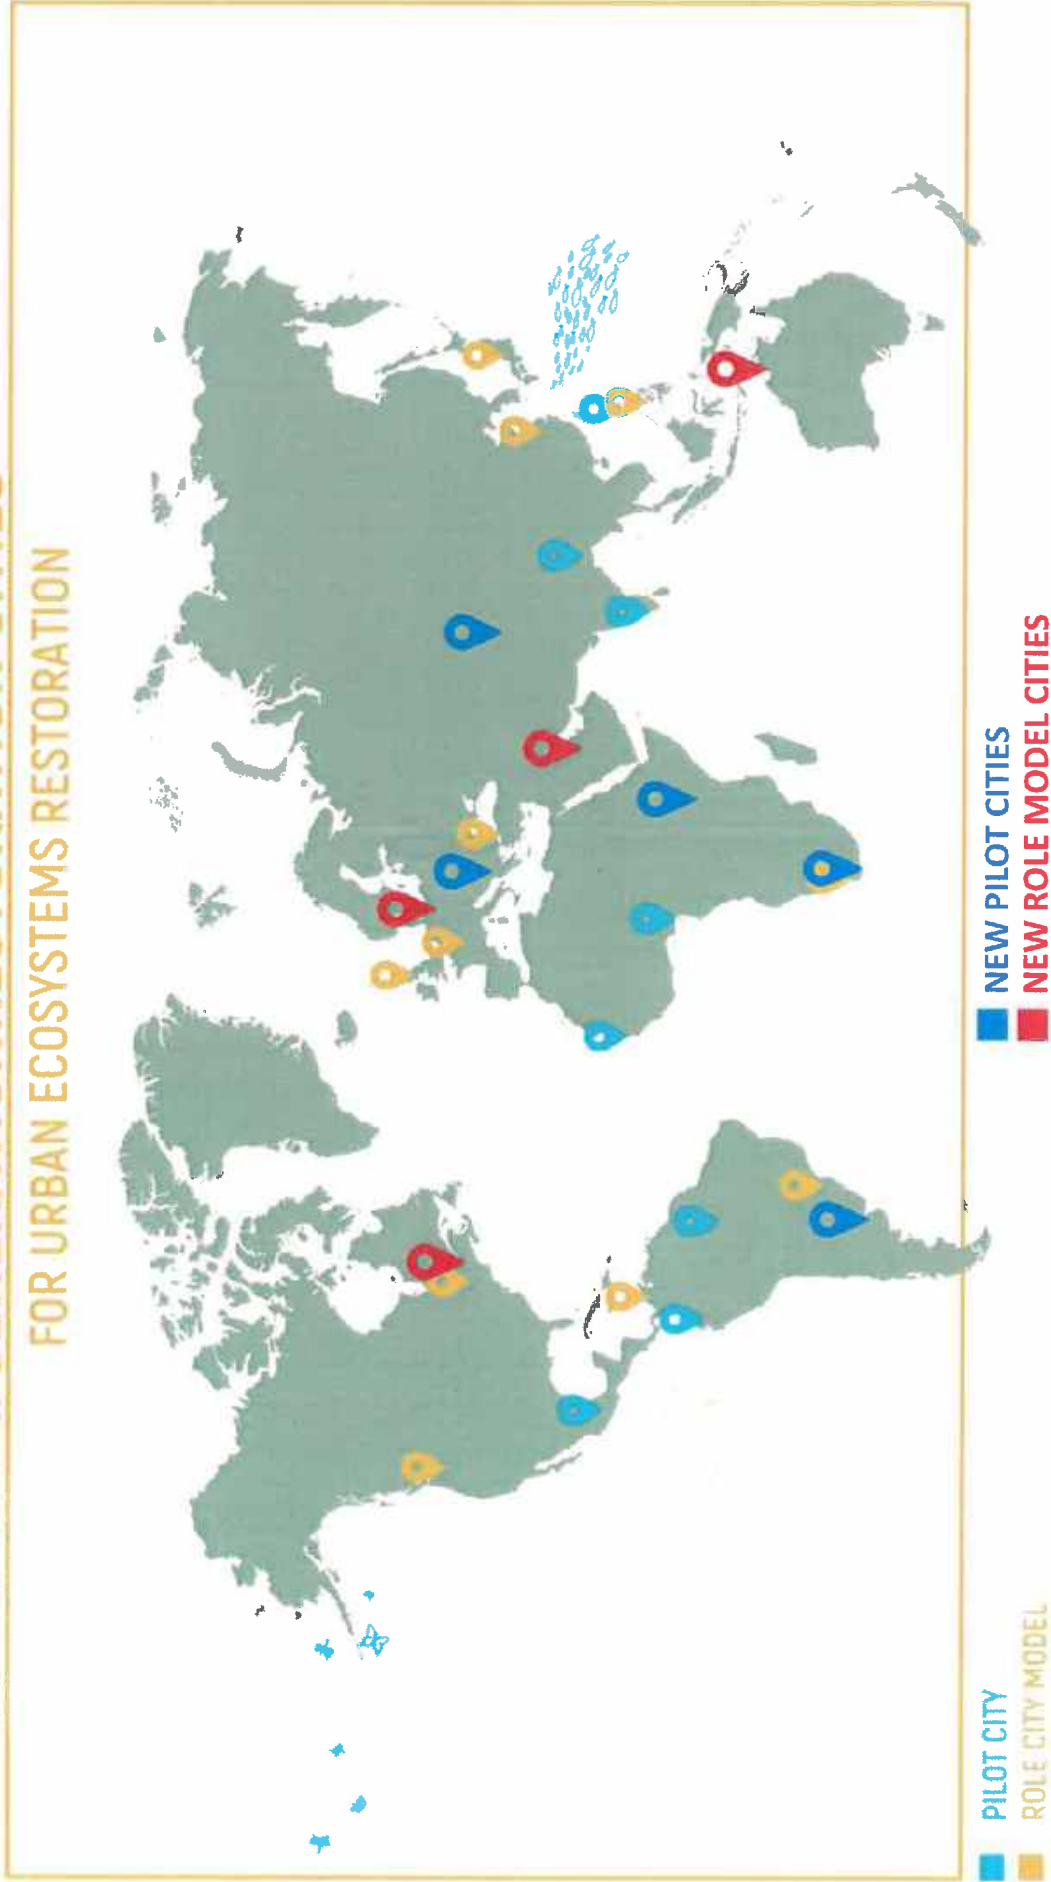 FOR URBAN ECOSYSTEMS RESTORATION
PILOT CITY
ROLE CITY MODEL
NEW PILOT CITIES
NEW ROLE MODEL CITIES